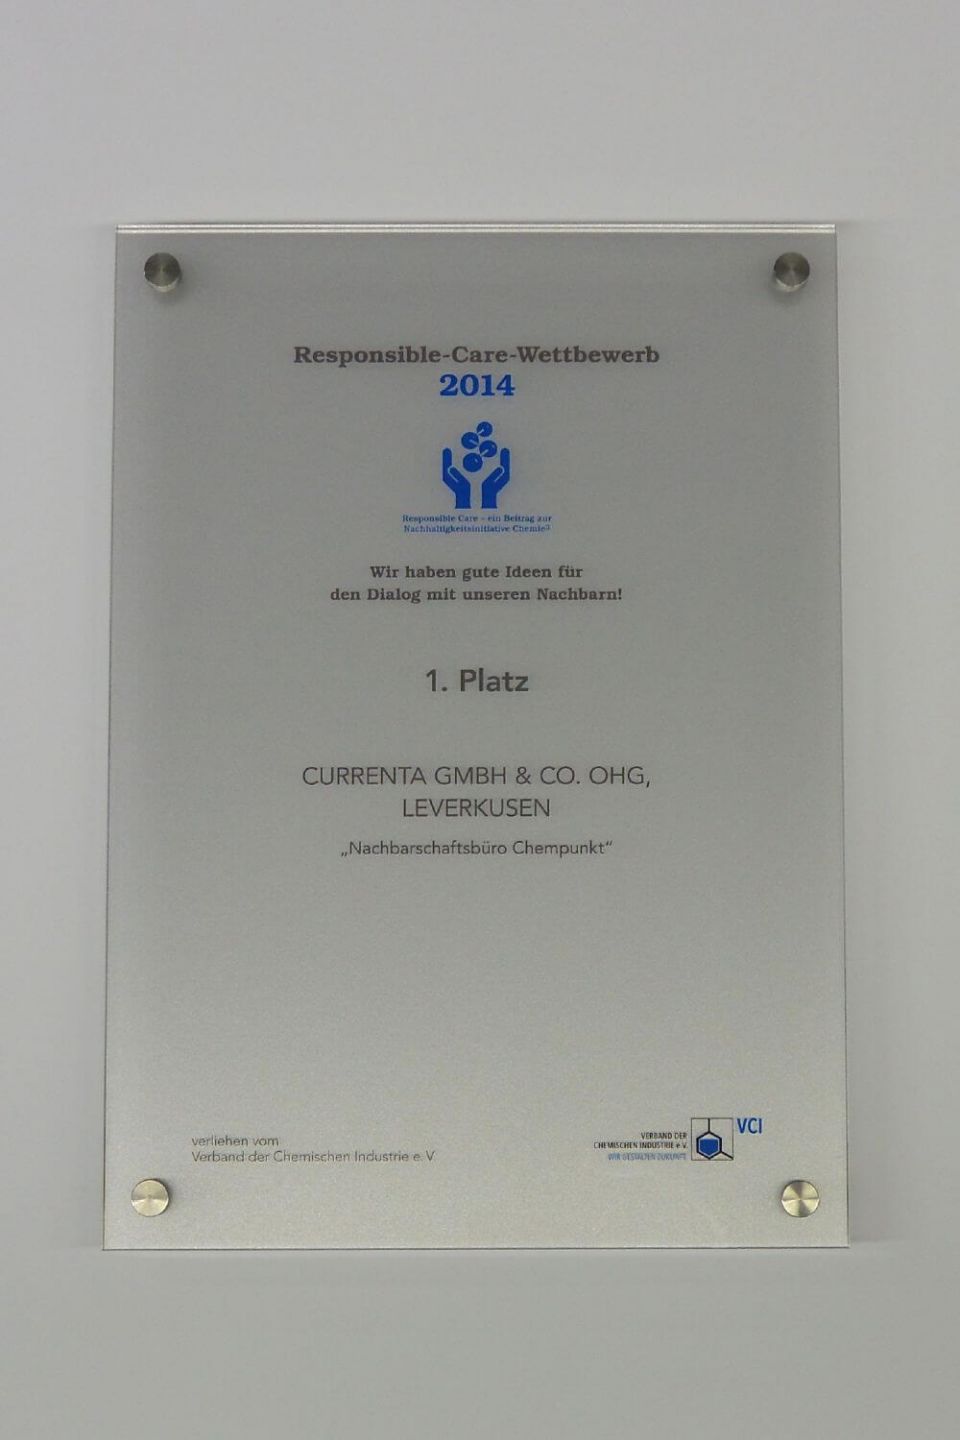 Responsible-Care-Wettbewerb
2014
Responsible Care – ein Beitrag zur
Nachhaltigkeitsinitiative Chemie³
Wir haben gute Ideen für
den Dialog mit unseren Nachbarn!
1. Platz
CURRENTA GMBH & CO. OHG,
LEVERKUSEN
„Nachbarschaftsbüro Chempunkt“
verliehen vom
Verband der Chemischen Industrie e. V.
VERBAND DER
CHEMISCHEN INDUSTRIE e.V.
WIR GESTALTEN ZUKUNFT
VCI